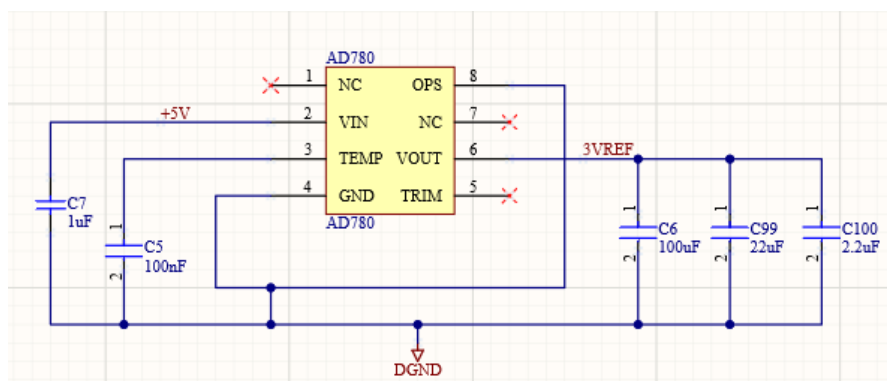 AD780
1 NC OPS 8
+5V 2 VIN NC 7
3 TEMP VOUT 6 3VREF
4 GND TRIM 5
AD780
C7
1uF
1
C5
100nF
2
1
C6
100uF
2
1
C99
22uF
2
1
C100
2.2uF
2
DGND